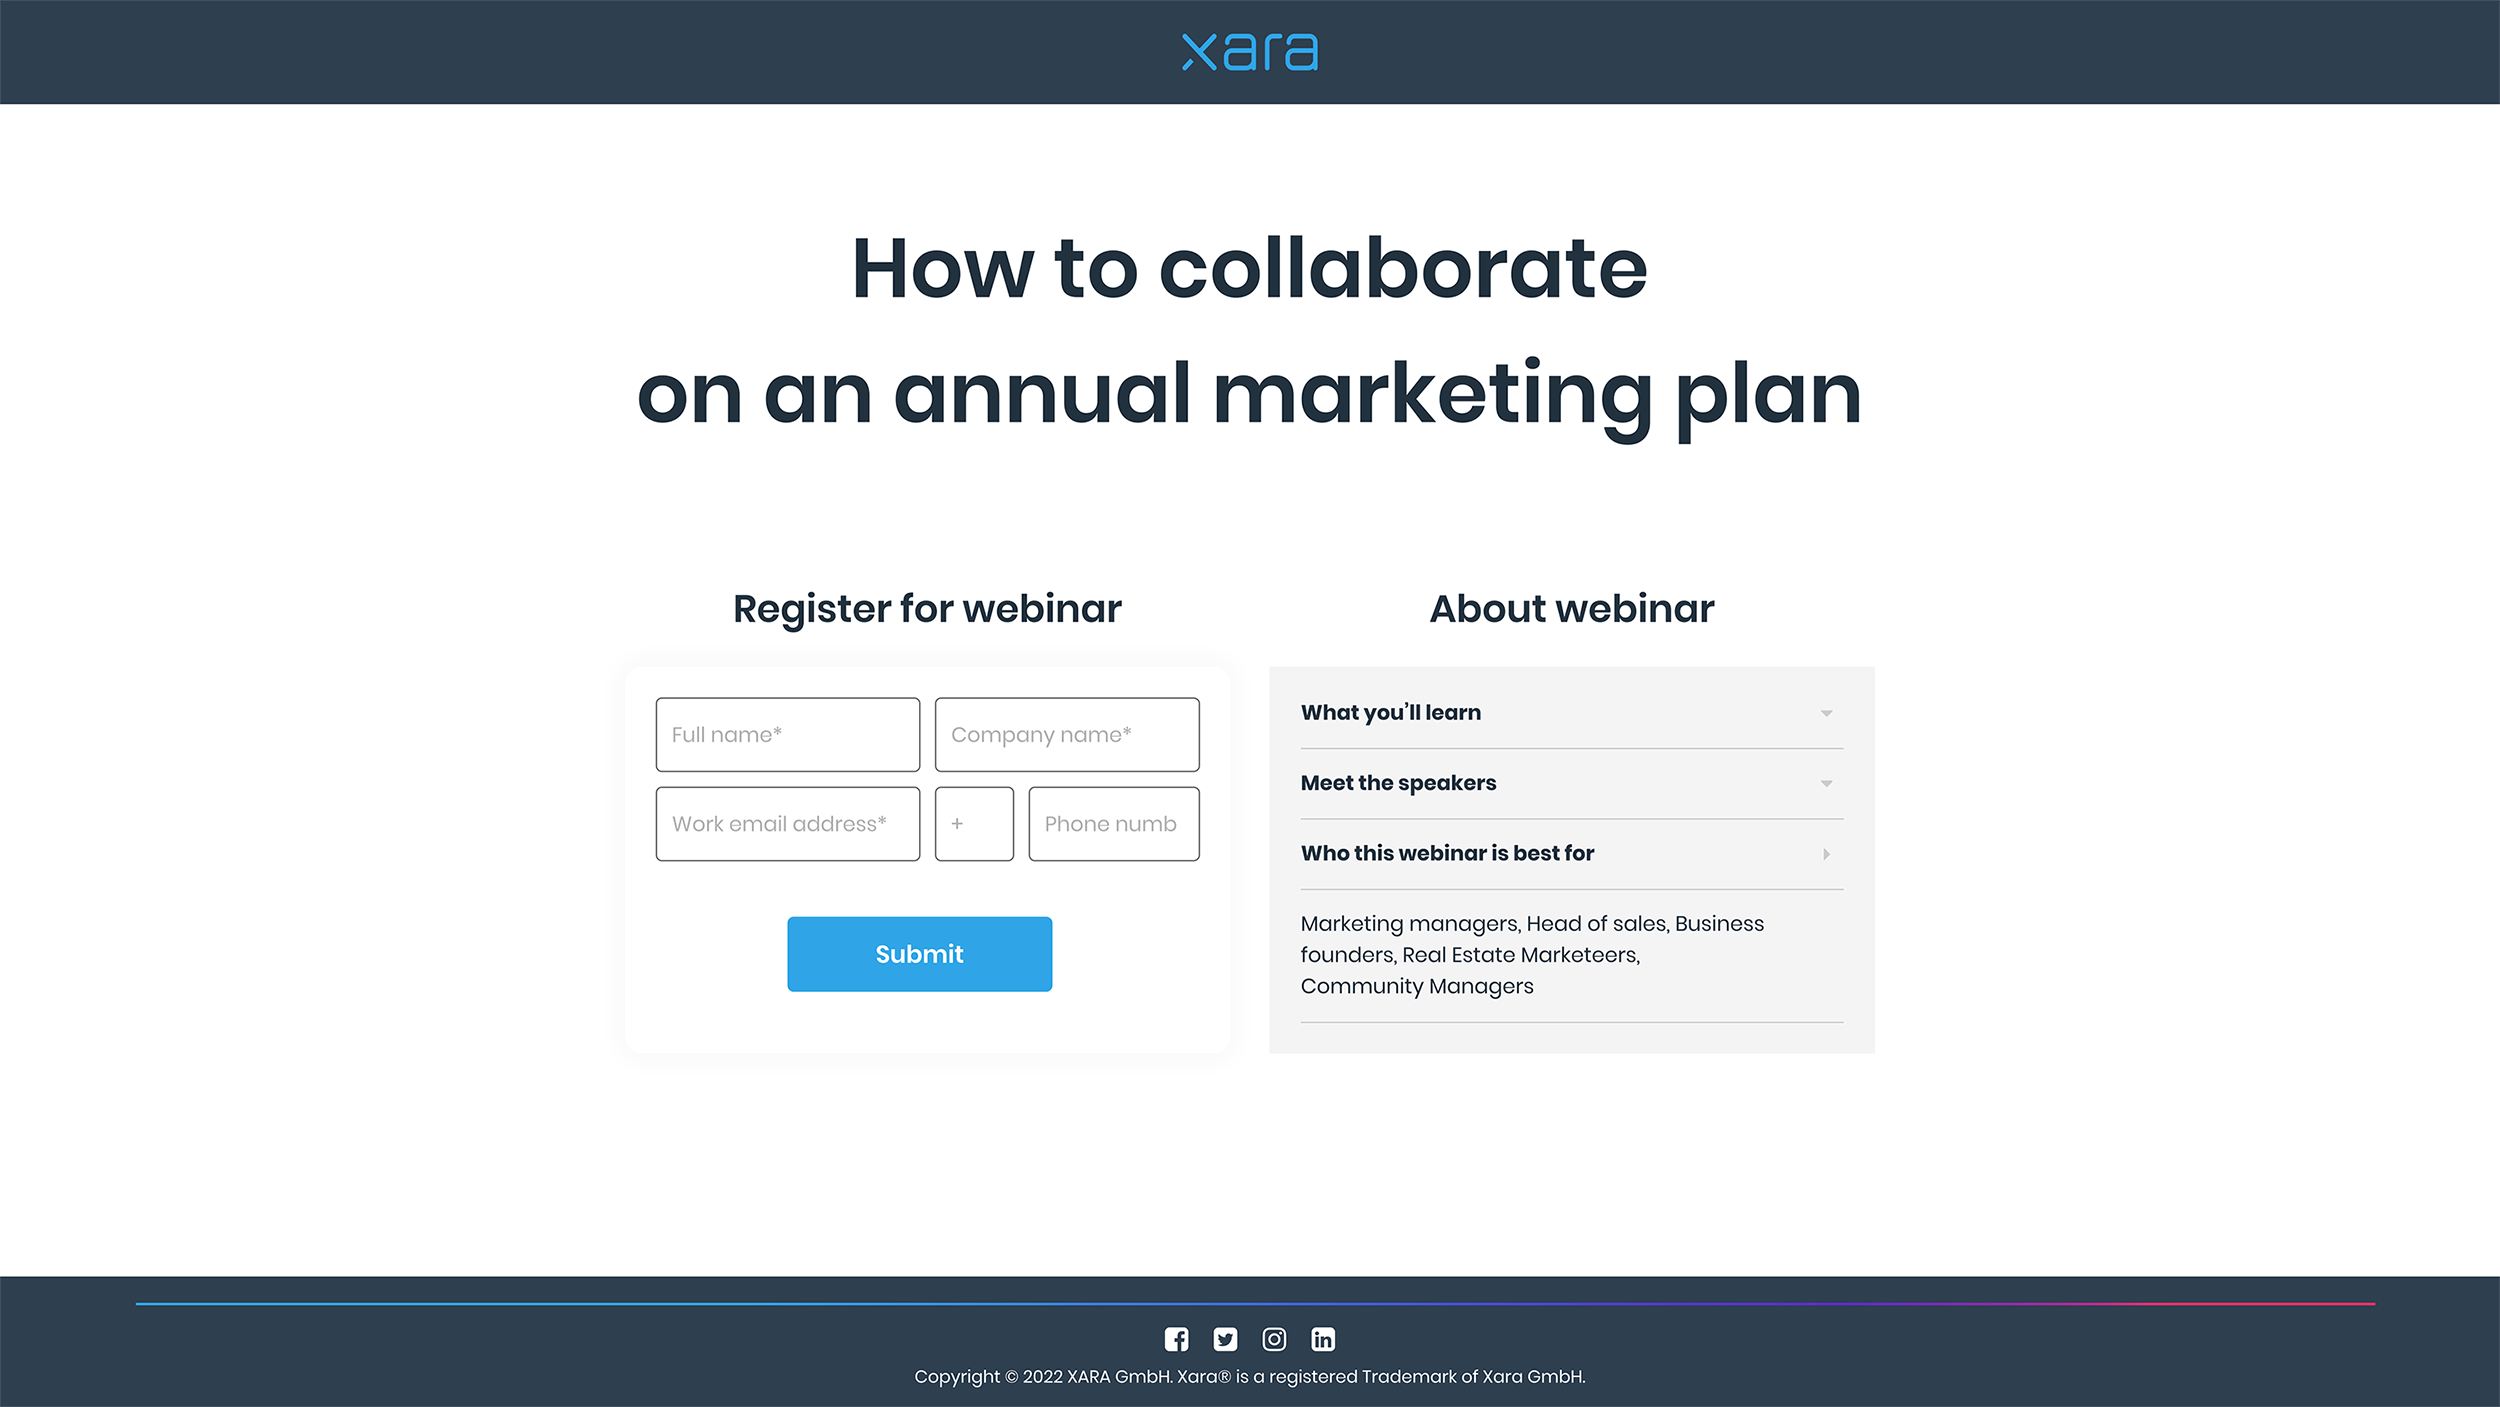 xara
How to collaborate
on an annual marketing plan
Register for webinar
Full name*
Company name*
Work email address*
+
Phone numb
Submit
About webinar
What you’ll learn
Meet the speakers
Who this webinar is best for
Marketing managers, Head of sales, Business
founders, Real Estate Marketeers,
Community Managers
Copyright © 2022 XARA GmbH. Xara® is a registered Trademark of Xara GmbH.